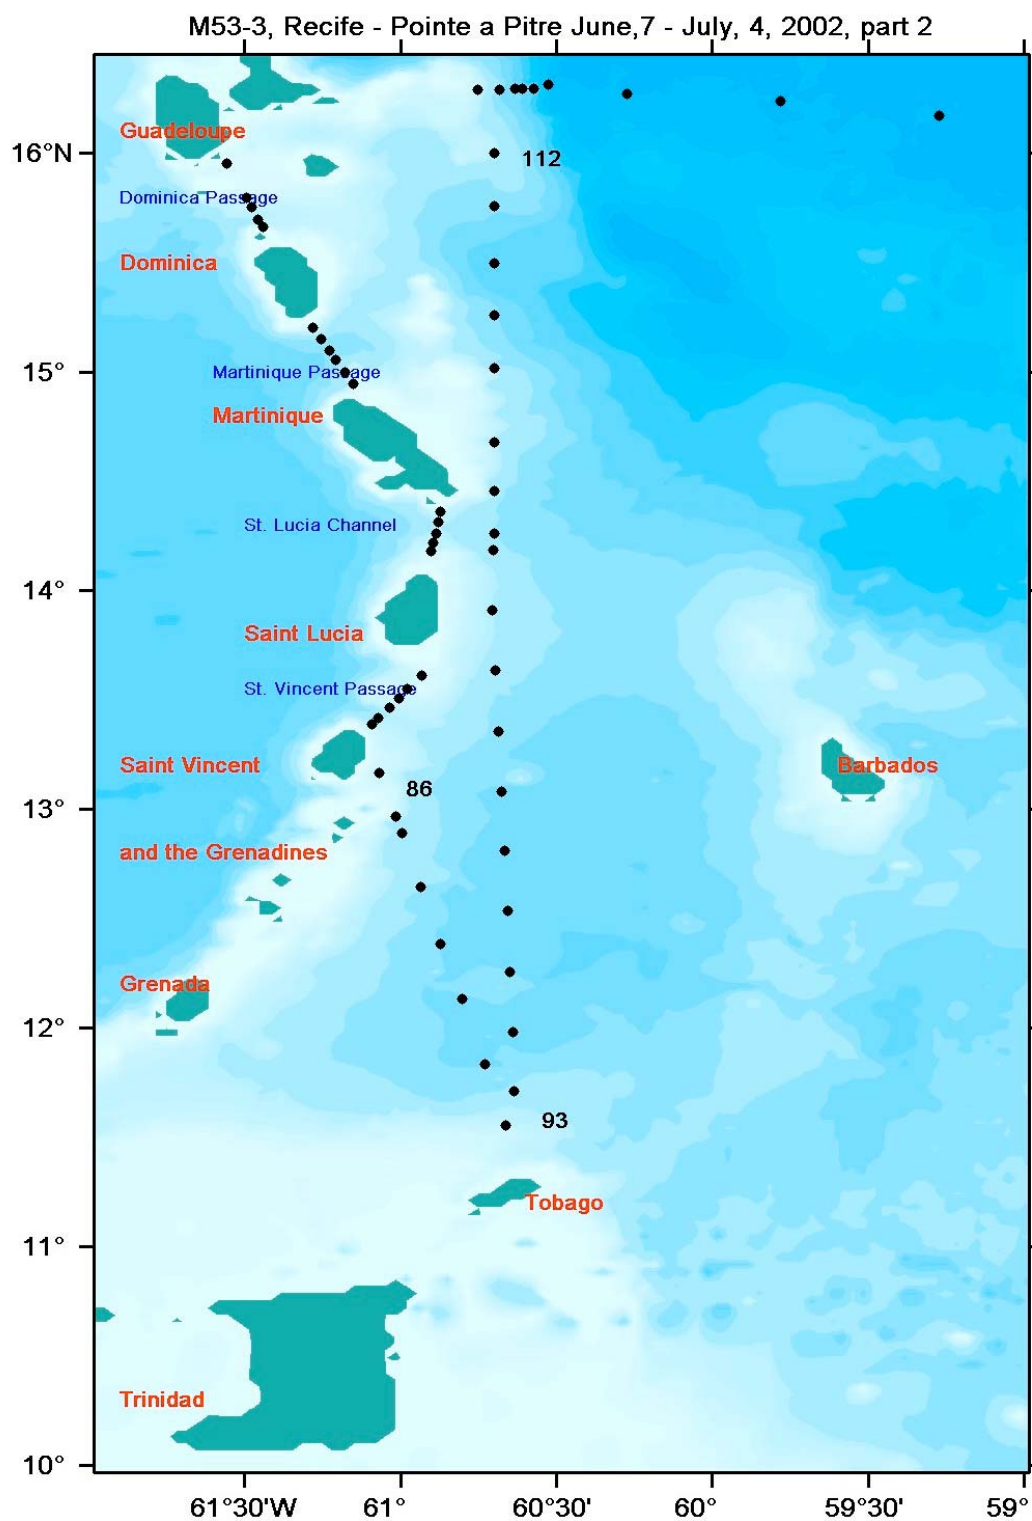 M53-3, Recife - Pointe a Pitre June,7 - July, 4, 2002, part 2
Guadeloupe
16°N
112
Dominica Passage
Dominica
15°
Martinique Passage
Martinique
St. Lucia Channel
14°
Saint Lucia
St. Vincent Passage
Saint Vincent
Barbados
86
13°
and the Grenadines
Grenada
12°
93
Tobago
11°
Trinidad
10°
61°30'W 61° 60°30' 60° 59°30' 59°